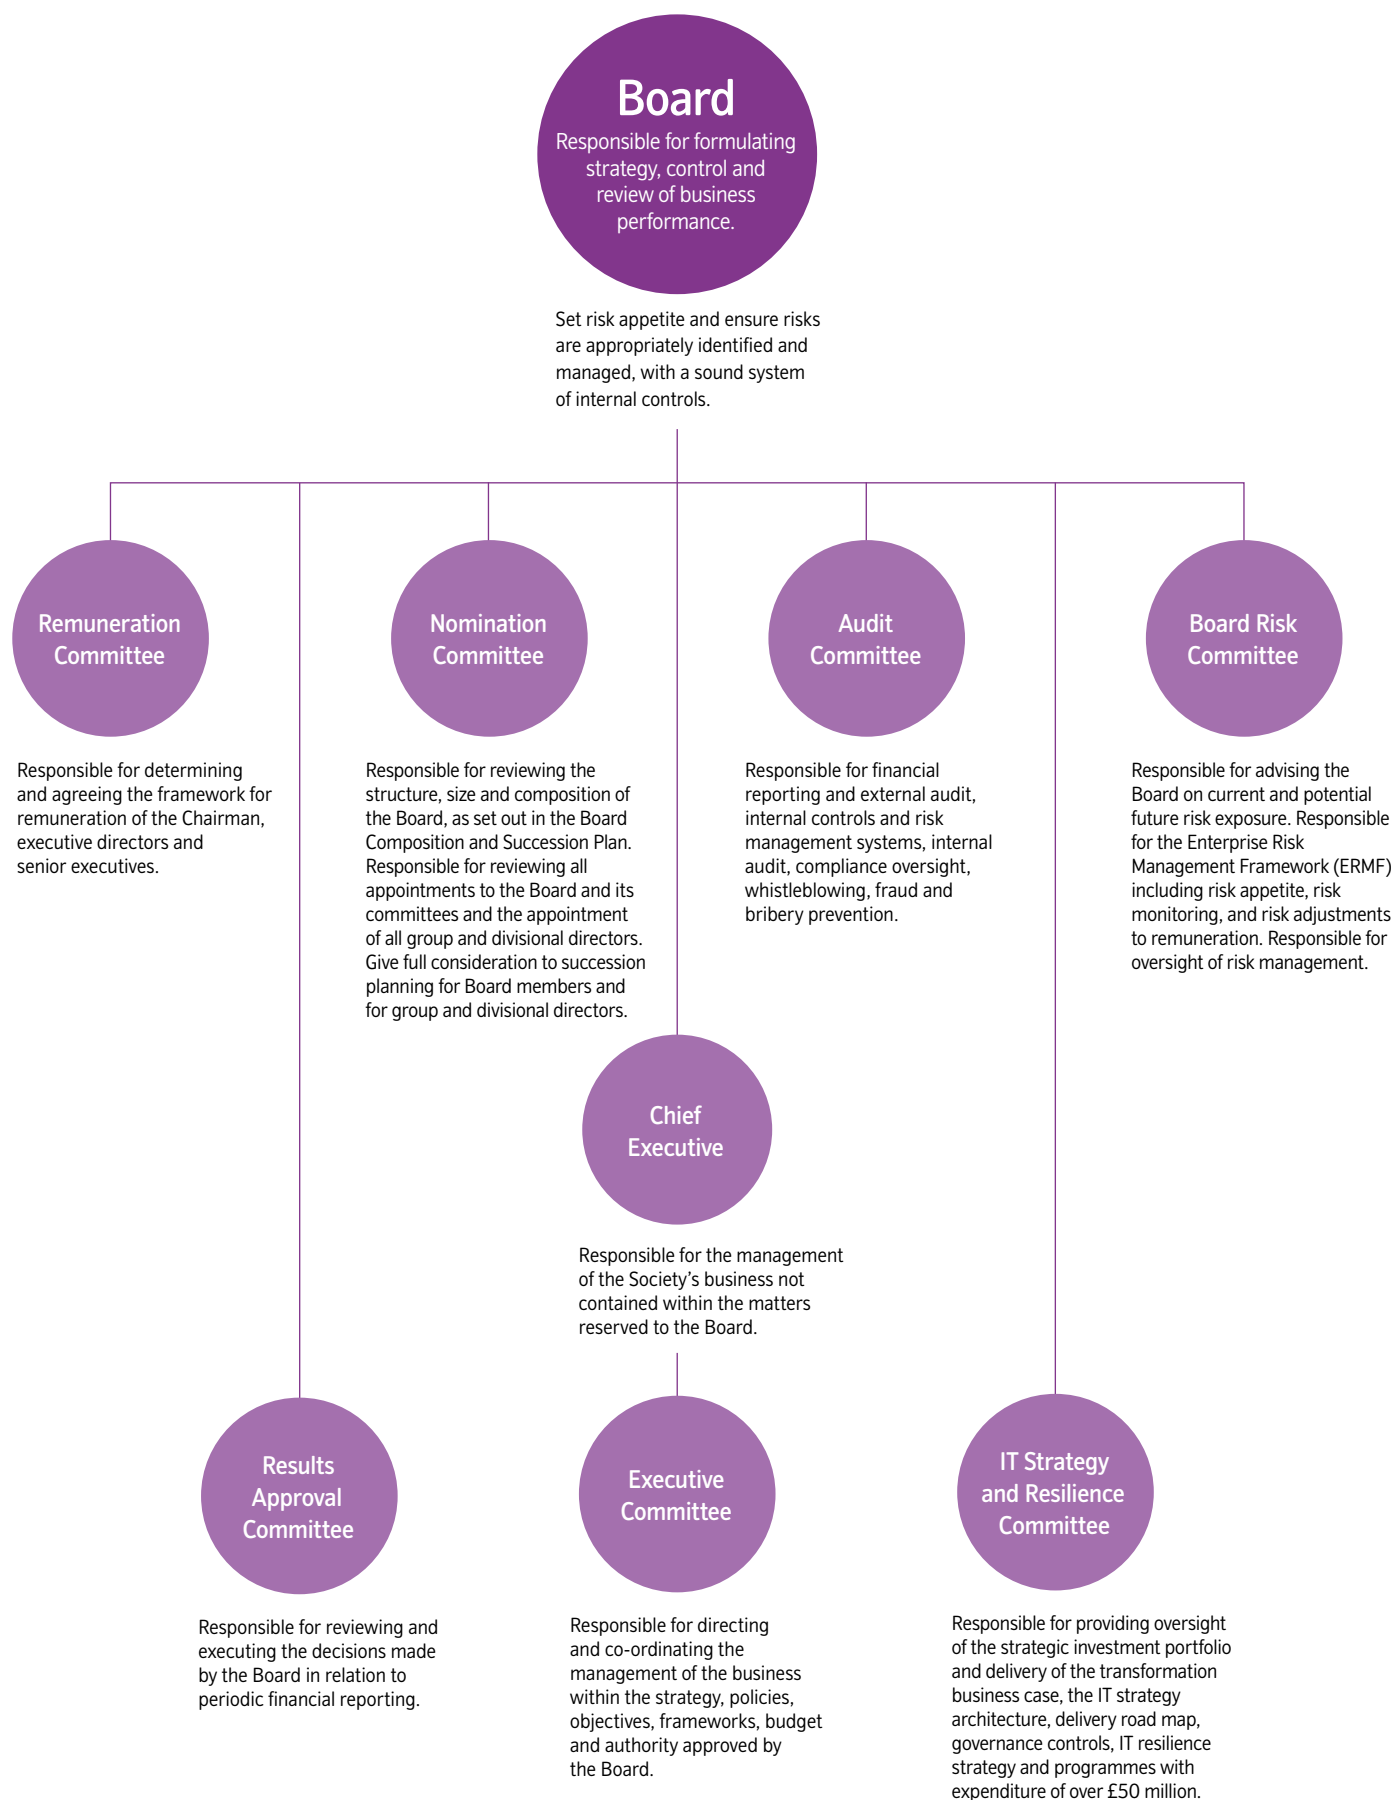 Board
Responsible for formulating
strategy, control and
review of business
performance.
Set risk appetite and ensure risks
are appropriately identified and
managed, with a sound system
of internal controls.
Remuneration
Committee
Responsible for determining
and agreeing the framework for
remuneration of the Chairman,
executive directors and
senior executives.
Nomination
Committee
Responsible for reviewing the
structure, size and composition of
the Board, as set out in the Board
Composition and Succession Plan.
Responsible for reviewing all
appointments to the Board and its
committees and the appointment
of all group and divisional directors.
Give full consideration to succession
planning for Board members and
for group and divisional directors.
Audit
Committee
Responsible for financial
reporting and external audit,
internal controls and risk
management systems, internal
audit, compliance oversight,
whistleblowing, fraud and
bribery prevention.
Board Risk
Committee
Responsible for advising the
Board on current and potential
future risk exposure. Responsible
for the Enterprise Risk
Management Framework (ERMF)
including risk appetite, risk
monitoring, and risk adjustments
to remuneration. Responsible for
oversight of risk management.
Chief
Executive
Responsible for the management
of the Society’s business not
contained within the matters
reserved to the Board.
Results
Approval
Committee
Responsible for reviewing and
executing the decisions made
by the Board in relation to
periodic financial reporting.
Executive
Committee
Responsible for directing
and co-ordinating the
management of the business
within the strategy, policies,
objectives, frameworks, budget
and authority approved by
the Board.
IT Strategy
and Resilience
Committee
Responsible for providing oversight
of the strategic investment portfolio
and delivery of the transformation
business case, the IT strategy
architecture, delivery road map,
governance controls, IT resilience
strategy and programmes with
expenditure of over £50 million.